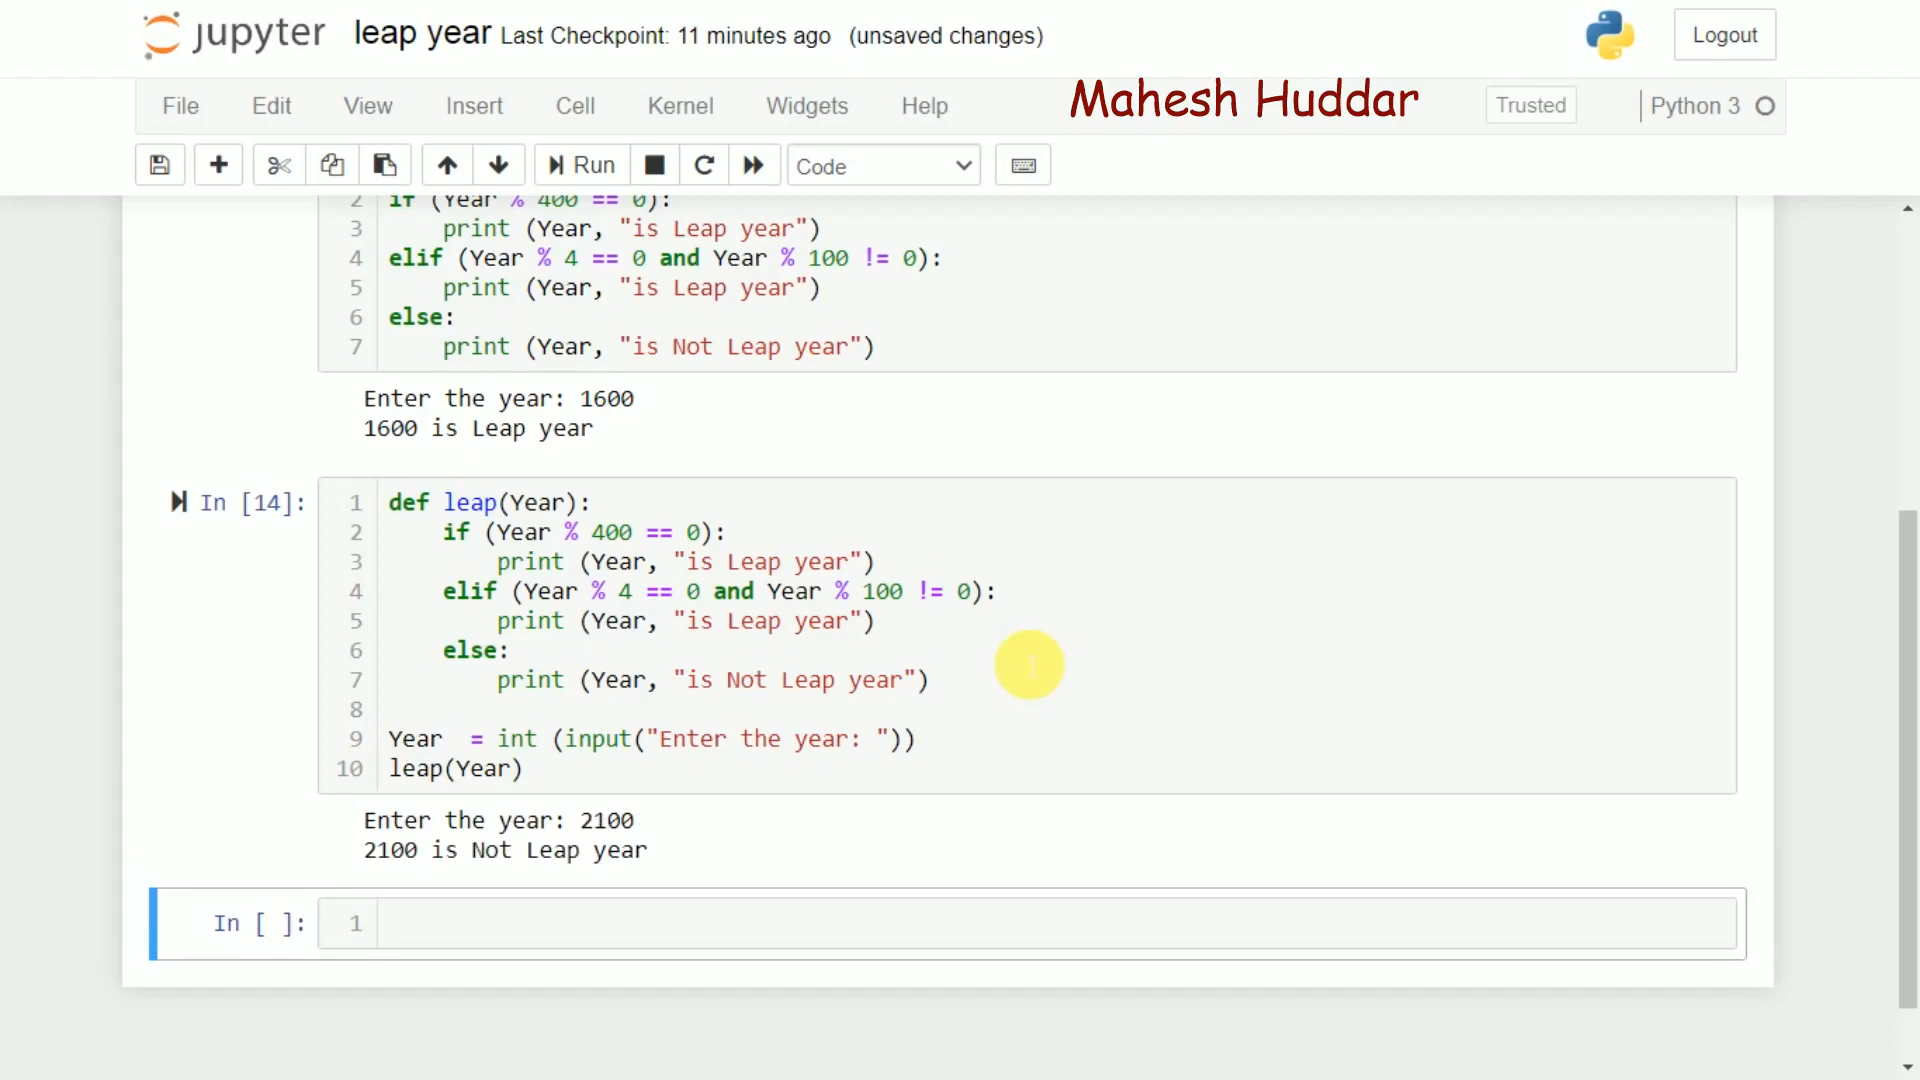 jupyter leap year Last Checkpoint: 11 minutes ago (unsaved changes) Logout
File Edit View Insert Cell Kernel Widgets Help Mahesh Huddar Trusted Python 3
Run Code
2 if (Year % 400 == 0):
3 print (Year, "is Leap year")
4 elif (Year % 4 == 0 and Year % 100 != 0):
5 print (Year, "is Leap year")
6 else:
7 print (Year, "is Not Leap year")
Enter the year: 1600
1600 is Leap year
In [14]: 1 def leap(Year):
2 if (Year % 400 == 0):
3 print (Year, "is Leap year")
4 elif (Year % 4 == 0 and Year % 100 != 0):
5 print (Year, "is Leap year")
6 else:
7 print (Year, "is Not Leap year")
8
9 Year = int (input("Enter the year: "))
10 leap(Year)
Enter the year: 2100
2100 is Not Leap year
In [ ]: 1